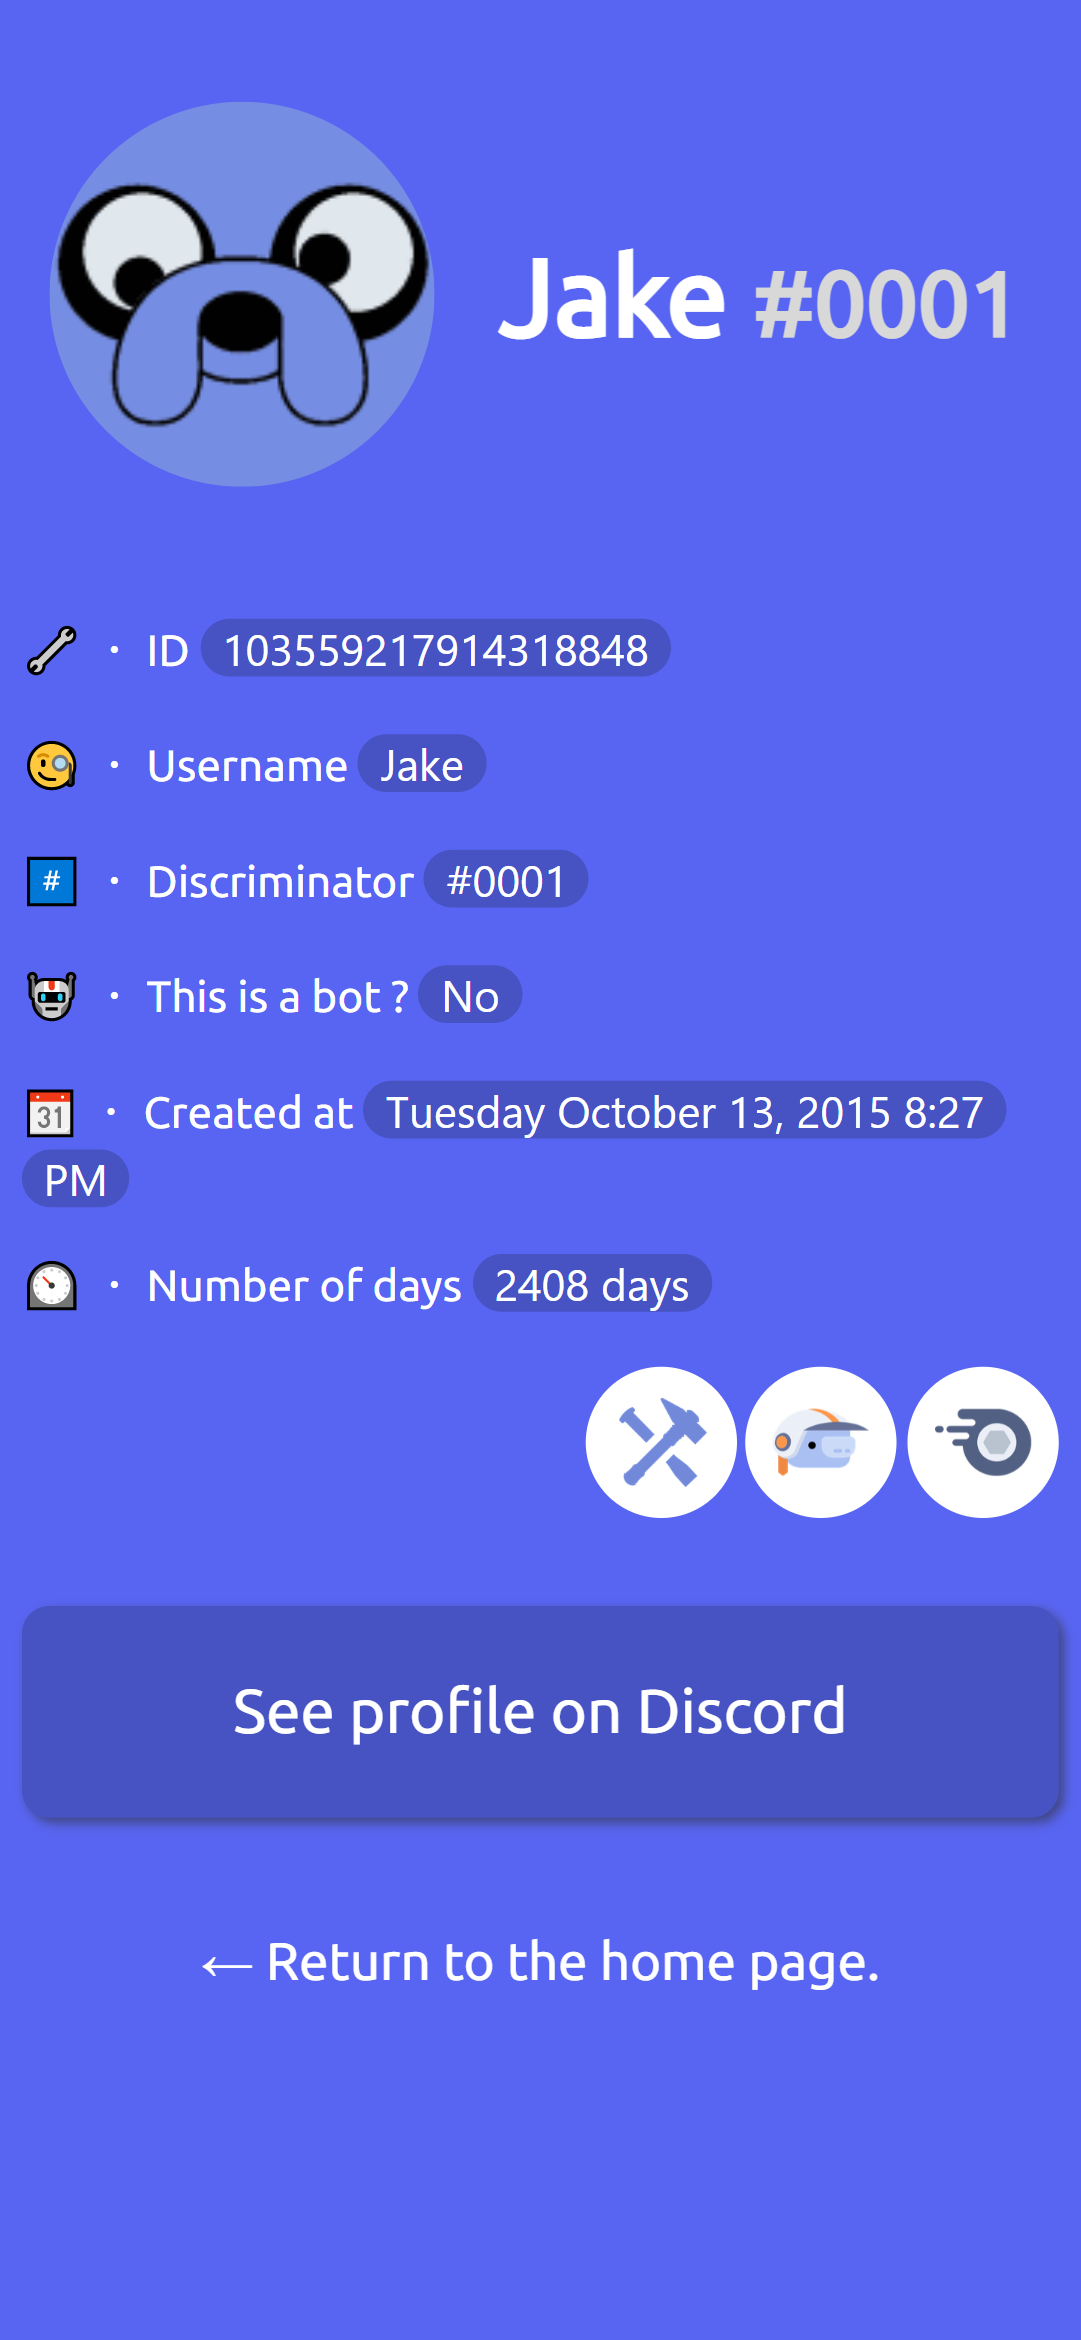 Jake #0001
· ID 103559217914318848
· Username Jake
# · Discriminator #0001
· This is a bot ? No
31 · Created at Tuesday October 13, 2015 8:27
PM
· Number of days 2408 days
See profile on Discord
← Return to the home page.